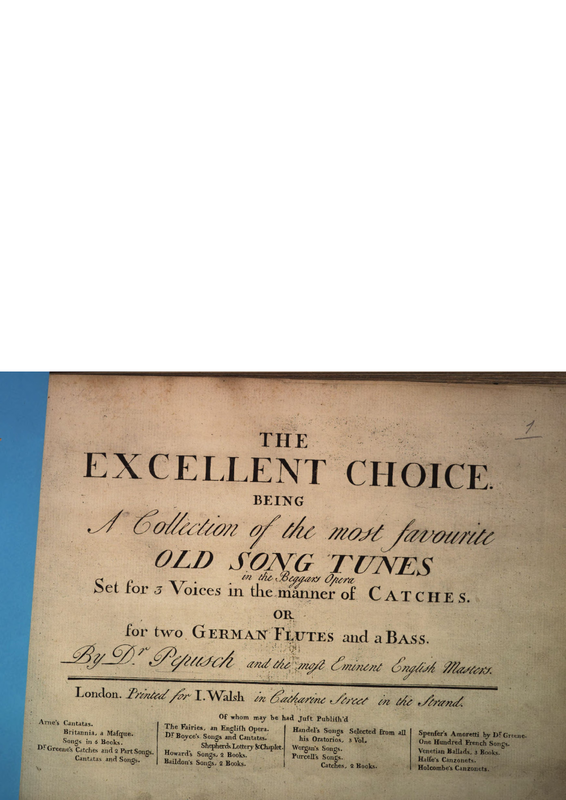 1
THE
EXCELLENT CHOICE.
BEING
A Collection of the most favourite
OLD SONG TUNES
in the Beggars Opera
Set for 3 Voices in the manner of CATCHES.
OR
for two GERMAN FLUTES and a BASS.
By Dr. Pepusch and the most Eminent English Masters.
London. Printed for I. Walsh in Catharine Street in the Strand.
Of whom may be had Just Publish'd
Arne's Cantatas.
Britannia, a Masque.
Songs in 6 Books.
Dr. Greene's Catches and 2 Part Songs.
Cantatas and Songs.
The Fairies, an English Opera.
Dr. Boyce's Songs and Cantatas.
Shepherds Lottery & Chaplet.
Howard's Songs. 2 Books.
Baildon's Songs. 2 Books.
Handel's Songs Selected from all
his Oratorios. 1 Vol.
Worgan's Songs.
Purcell's Songs.
Catches. 2 Books.
Spenser's Amoretti by Dr. Greene.
One Hundred French Songs.
Venetian Ballads. 3 Books.
Hasse's Canzonets.
Holcombe's Canzonets.